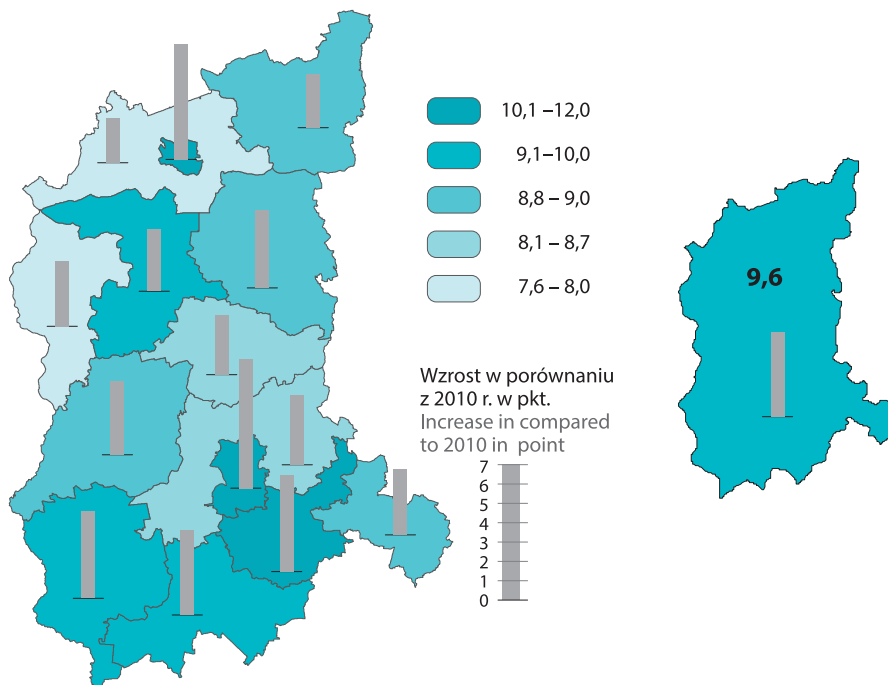 10,1 –12,0
9,1–10,0
8,8 – 9,0
8,1 – 8,7
7,6 – 8,0
9,6
Wzrost w porównaniu
z 2010 r. w pkt.
Increase in compared
to 2010 in point
7
6
5
4
3
2
1
0